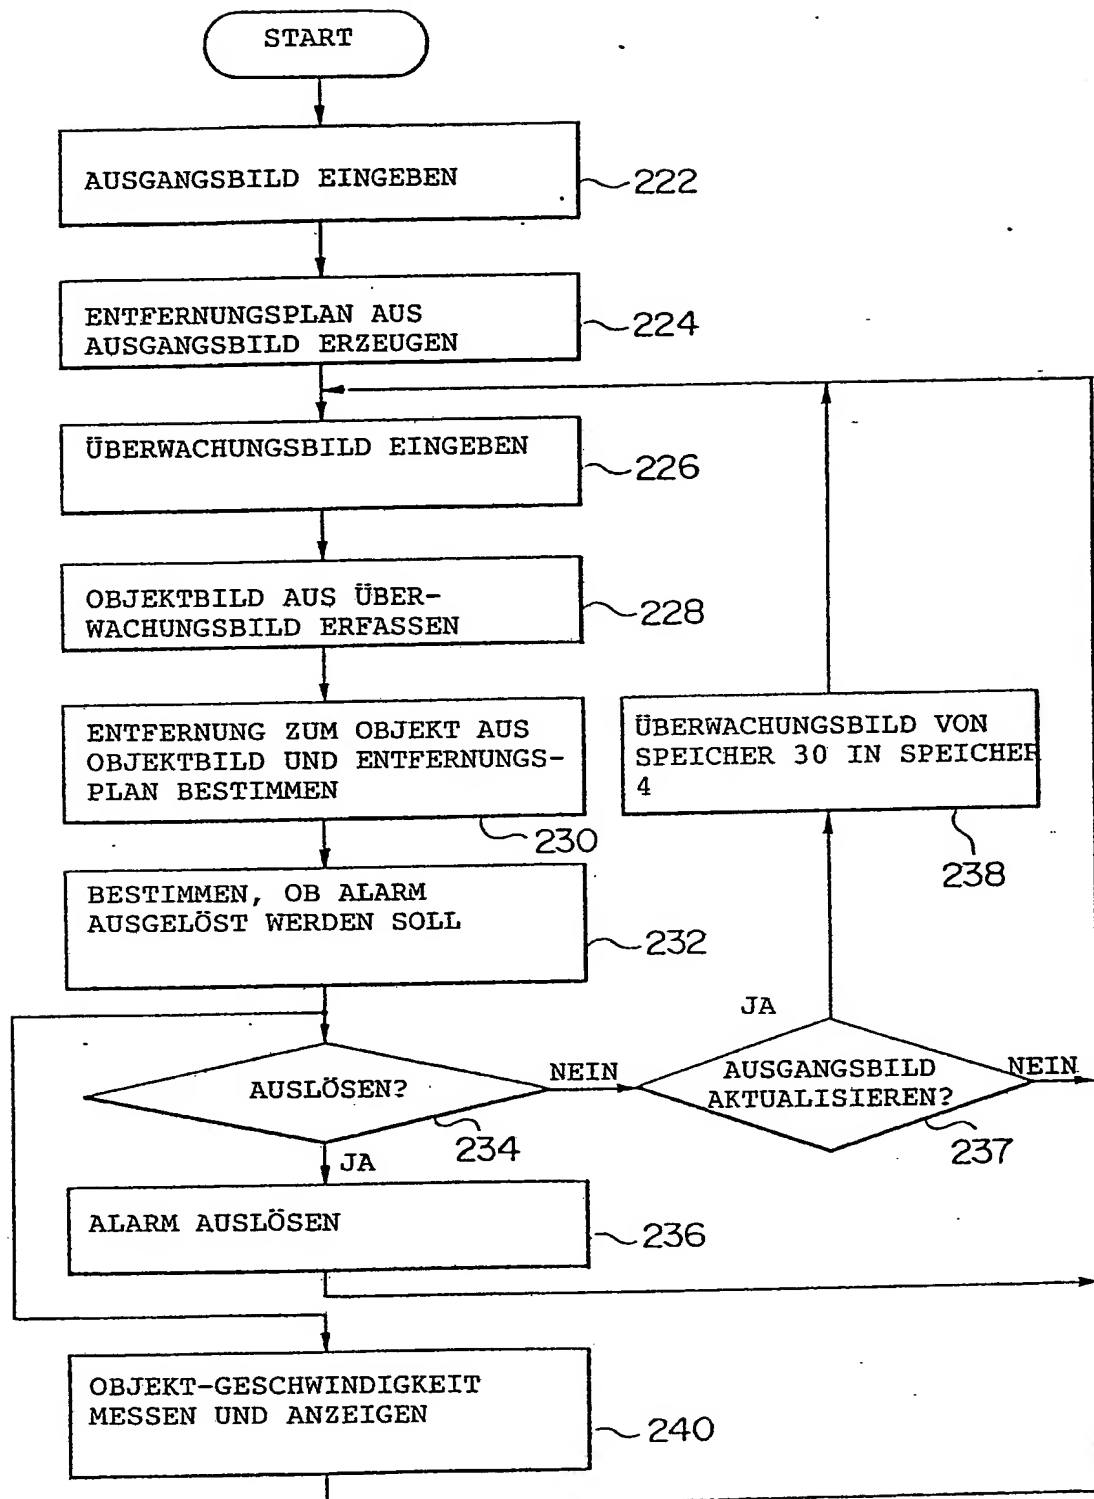 START
AUSGANGSBILD EINGEBEN
222
ENTFERNUNGSPLAN AUS
AUSGANGSBILD ERZEUGEN
224
ÜBERWACHUNGSBILD EINGEBEN
226
OBJEKTBILD AUS ÜBER-
WACHUNGSBILD ERFASSEN
228
ENTFERNUNG ZUM OBJEKT AUS
OBJEKTBILD UND ENTFERNUNGS-
PLAN BESTIMMEN
230
ÜBERWACHUNGSBILD VON
SPEICHER 30 IN SPEICHER
4
238
BESTIMMEN, OB ALARM
AUSGELÖST WERDEN SOLL
232
AUSLÖSEN?
234
NEIN
JA
JA
AUSGANGSBILD
AKTUALISIEREN?
237
NEIN
ALARM AUSLÖSEN
236
OBJEKT-GESCHWINDIGKEIT
MESSEN UND ANZEIGEN
240